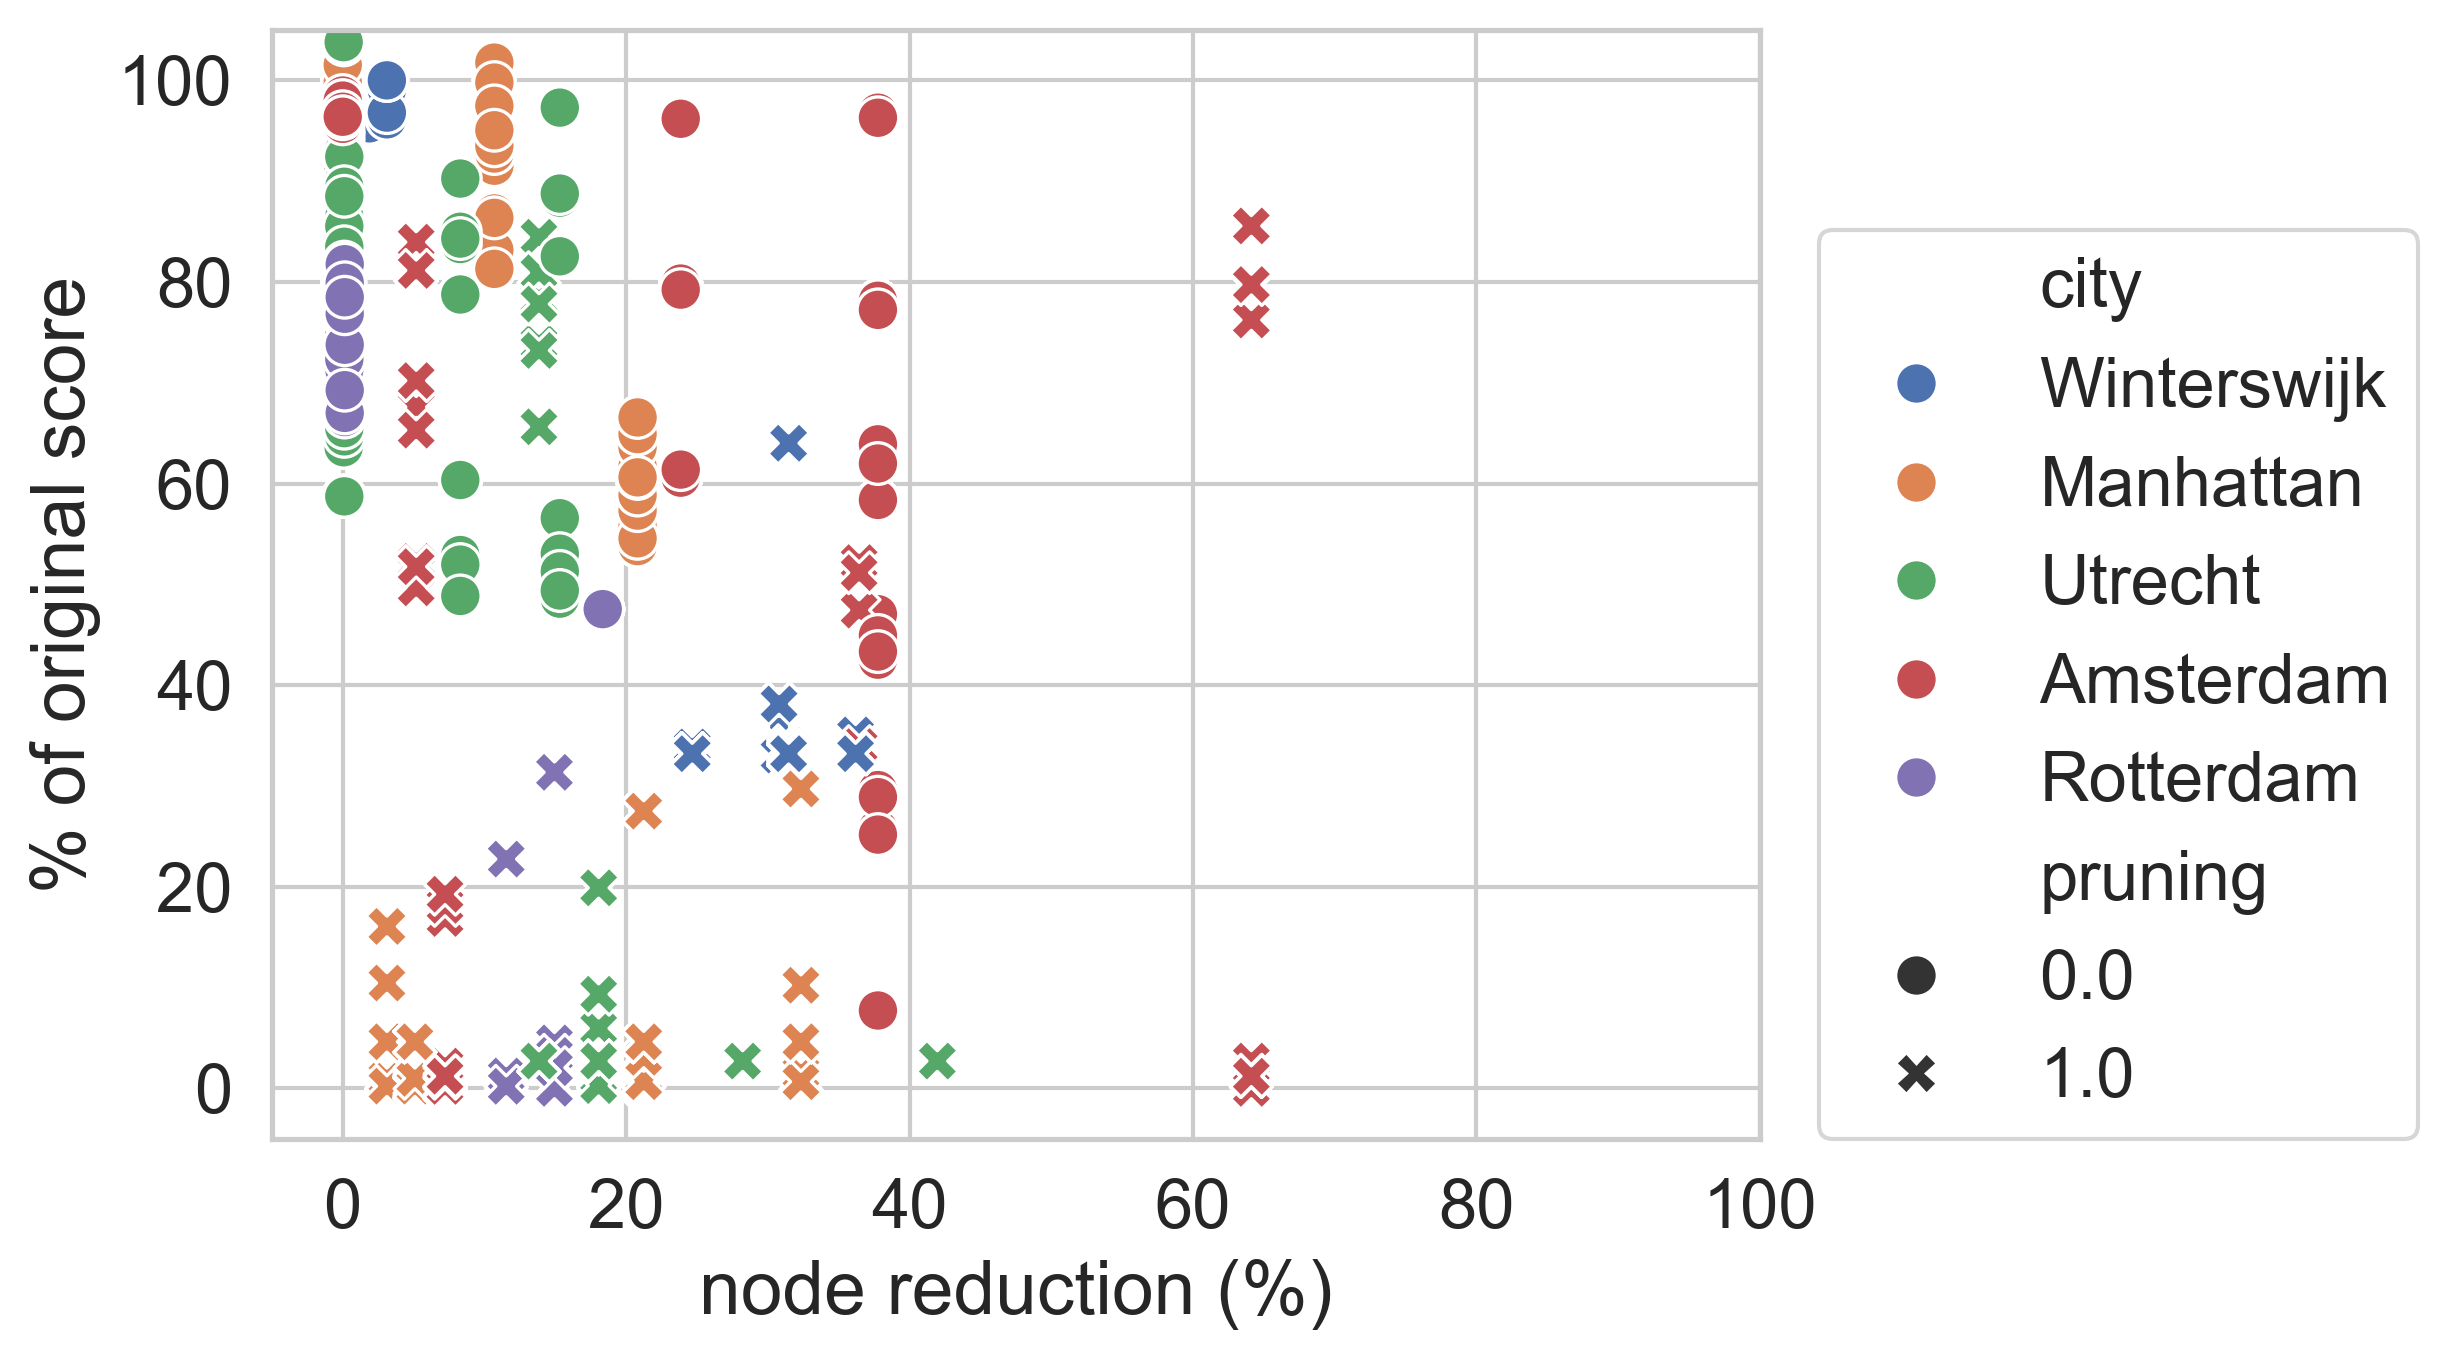 % of original score
100
80
60
40
20
0
0 20 40 60 80 100
node reduction (%)
city
Winterswijk
Manhattan
Utrecht
Amsterdam
Rotterdam
pruning
0.0
1.0